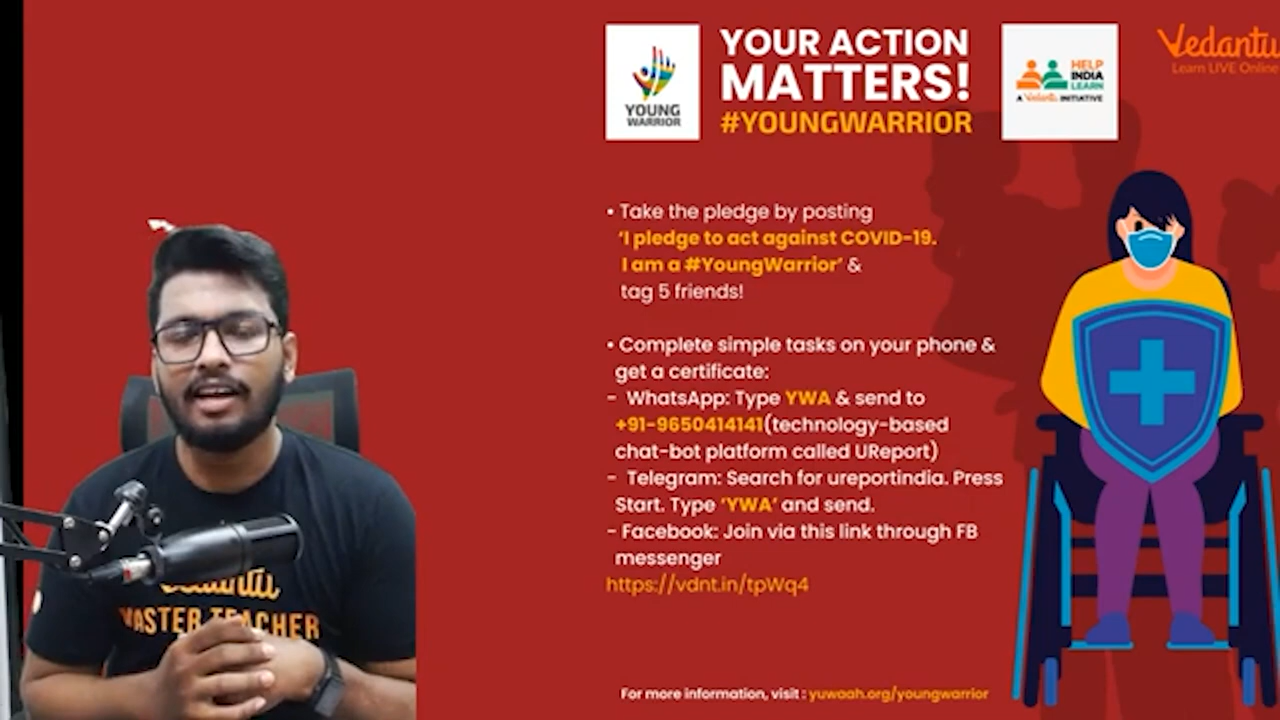 YOUNG
WARRIOR
YOUR ACTION
MATTERS!
#YOUNGWARRIOR
HELP
INDIA
LEARN
A Vedantu INITIATIVE
Vedantu
Learn LIVE Online
• Take the pledge by posting
‘I pledge to act against COVID-19.
I am a #YoungWarrior’ &
tag 5 friends!
• Complete simple tasks on your phone &
get a certificate:
- WhatsApp: Type YWA & send to
+91-9650414141(technology-based
chat-bot platform called UReport)
- Telegram: Search for ureportindia. Press
Start. Type ‘YWA’ and send.
- Facebook: Join via this link through FB
messenger
https://vdnt.in/tpWq4
For more information, visit : yuwaah.org/youngwarrior
Vedantu
MASTER TEACHER